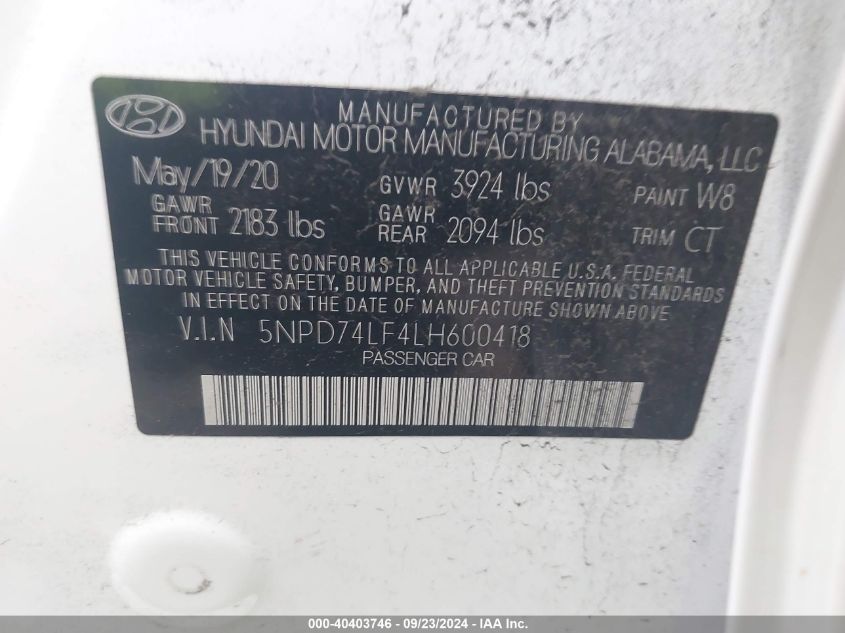 MANUFACTURED BY
HYUNDAI MOTOR MANUFACTURING ALABAMA, LLC
May/19/20 GVWR 3924 lbs PAINT W8
GAWR FRONT 2183 lbs GAWR REAR 2094 lbs TRIM CT
THIS VEHICLE CONFORMS TO ALL APPLICABLE U.S.A. FEDERAL
MOTOR VEHICLE SAFETY, BUMPER, AND THEFT PREVENTION STANDARDS
IN EFFECT ON THE DATE OF MANUFACTURE SHOWN ABOVE
V.I.N 5NPD74LF4LH600418
PASSENGER CAR
000-40403746 - 09/23/2024 - IAA Inc.